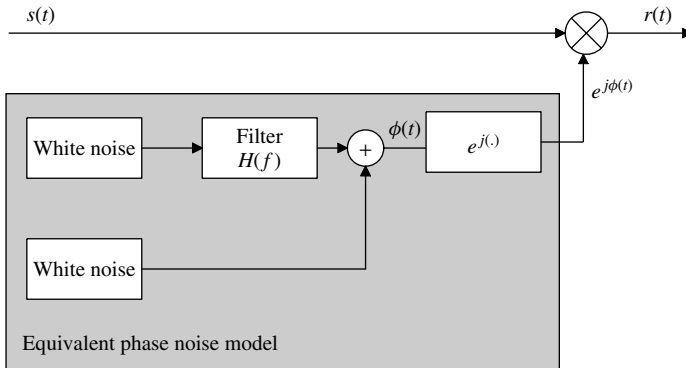 s(t)
r(t)
e^{jϕ(t)}
White noise
Filter
H(f)
+
ϕ(t)
e^{j(.)}
White noise
Equivalent phase noise model